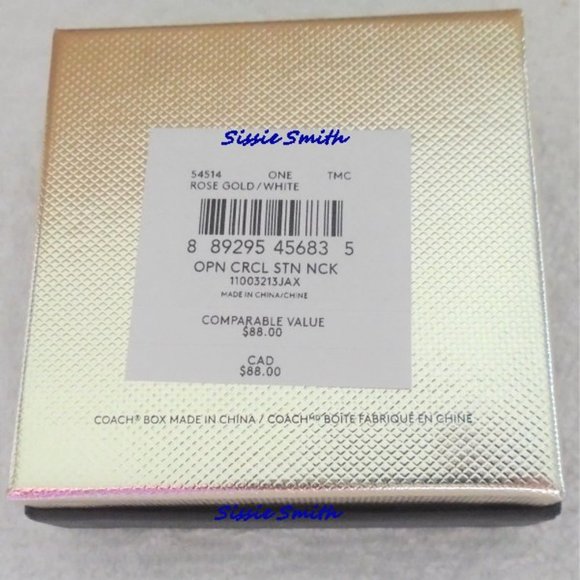 Sissie Smith
54514 ONE TMC
ROSE GOLD/WHITE
8 89295 45683 5
OPN CRCL STN NCK
11003213JAX
MADE IN CHINA/CHINE
COMPARABLE VALUE
$88.00
CAD
$88.00
COACH® BOX MADE IN CHINA / COACHᴹᴰ BOÎTE FABRIQUÉ EN CHINE
Sissie Smith